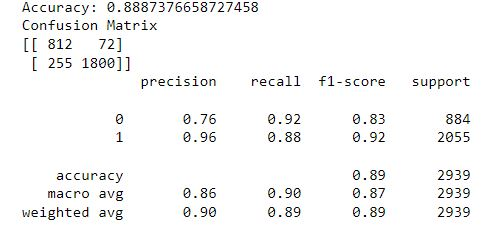 Accuracy: 0.8887376658727458
Confusion Matrix
[[ 812   72]
 [ 255 1800]]
              precision    recall  f1-score   support

           0       0.76      0.92      0.83       884
           1       0.96      0.88      0.92      2055

    accuracy                           0.89      2939
   macro avg       0.86      0.90      0.87      2939
weighted avg       0.90      0.89      0.89      2939